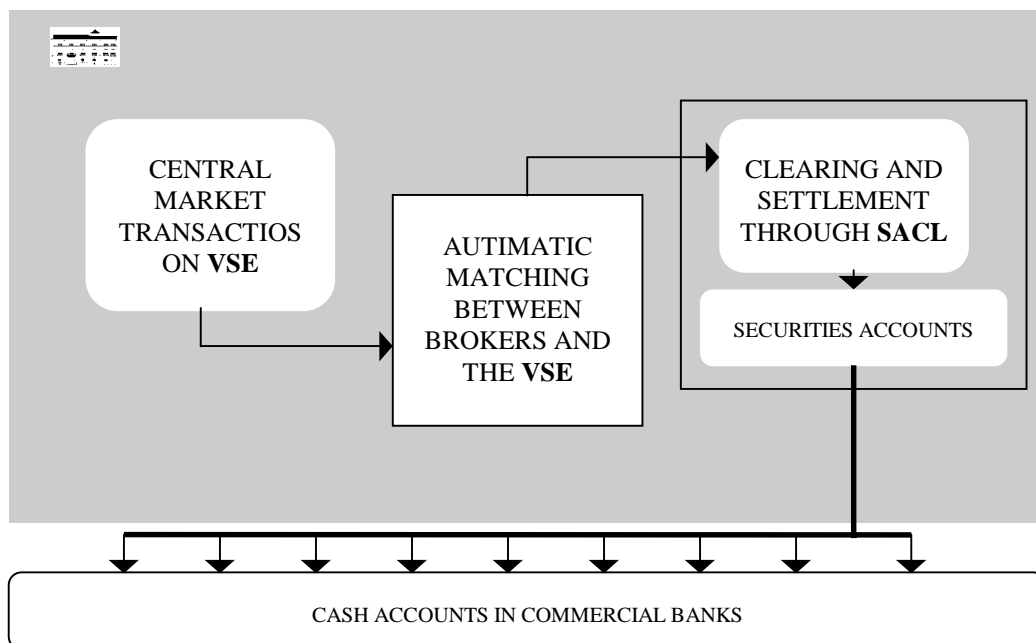 CENTRAL
MARKET
TRANSACTIOS
ON VSE
AUTIMATIC
MATCHING
BETWEEN
BROKERS AND
THE VSE
CLEARING AND
SETTLEMENT
THROUGH SACL
SECURITIES ACCOUNTS
CASH ACCOUNTS IN COMMERCIAL BANKS